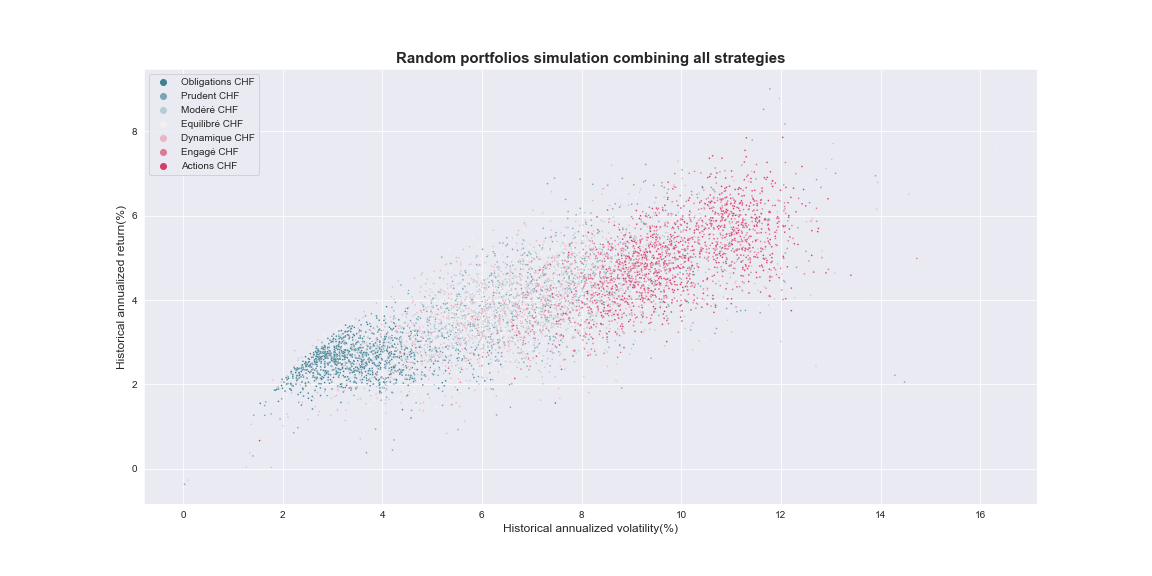 Random portfolios simulation combining all strategies
Obligations CHF
Prudent CHF
Modéré CHF
Equilibré CHF
Dynamique CHF
Engagé CHF
Actions CHF
8
6
4
2
0
Historical annualized return(%)
0 2 4 6 8 10 12 14 16
Historical annualized volatility(%)